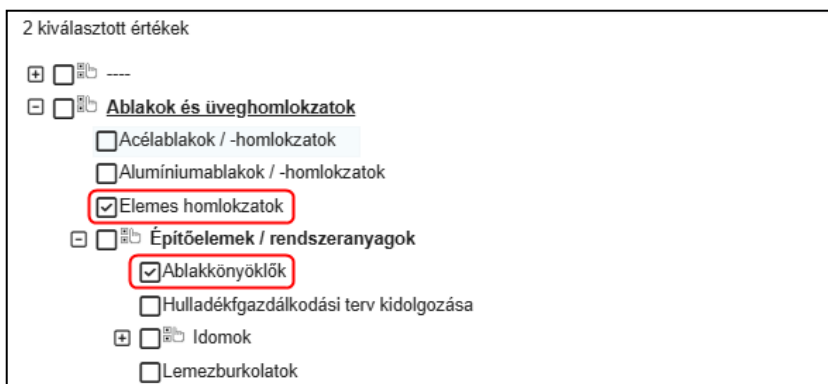 2 kiválasztott értékek
----
Ablakok és üveghomlokzatok
Acélablakok / -homlokzatok
Alumíniumablakok / -homlokzatok
Elemes homlokzatok
Építőelemek / rendszeranyagok
Ablakkönyöklők
Hulladékfgazdálkodási terv kidolgozása
Idomok
Lemezburkolatok